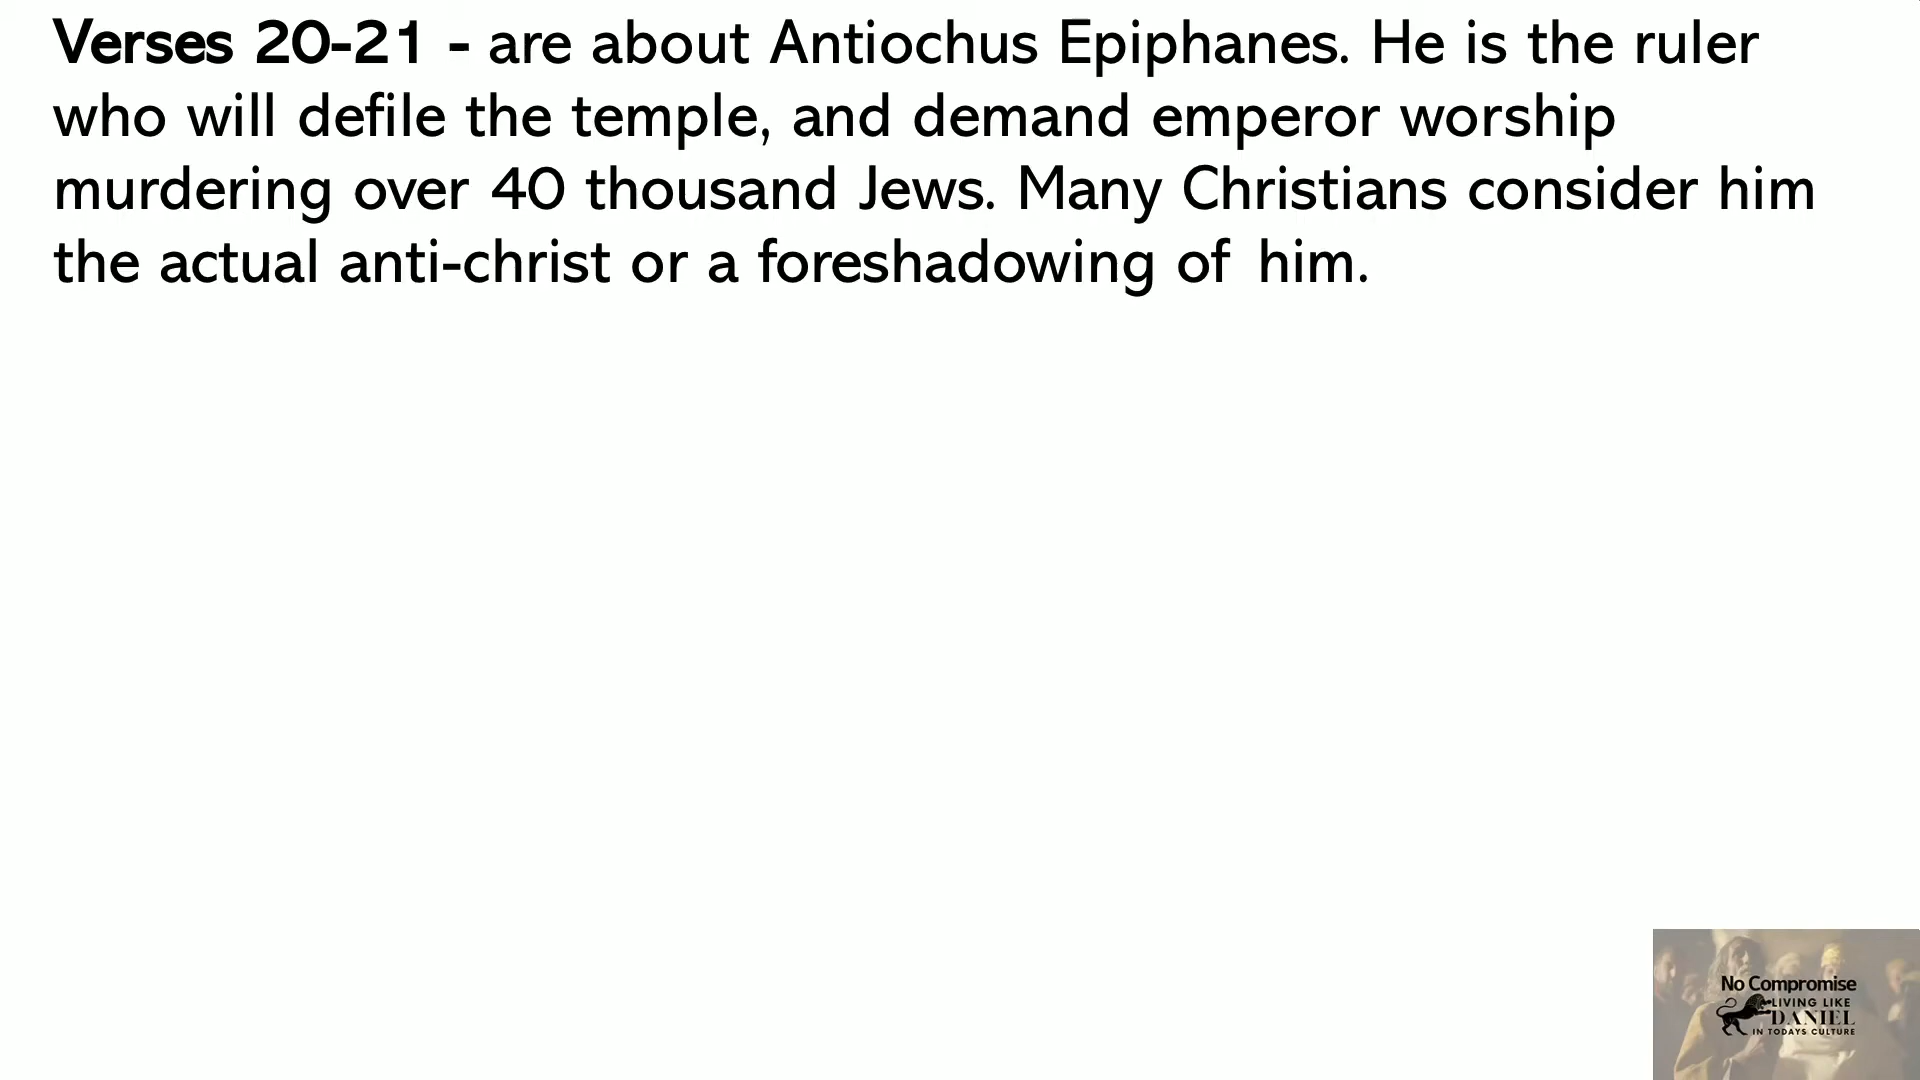 Verses 20-21 - are about Antiochus Epiphanes. He is the ruler
who will defile the temple, and demand emperor worship
murdering over 40 thousand Jews. Many Christians consider him
the actual anti-christ or a foreshadowing of him.
No Compromise
LIVING LIKE
DANIEL
IN TODAYS CULTURE